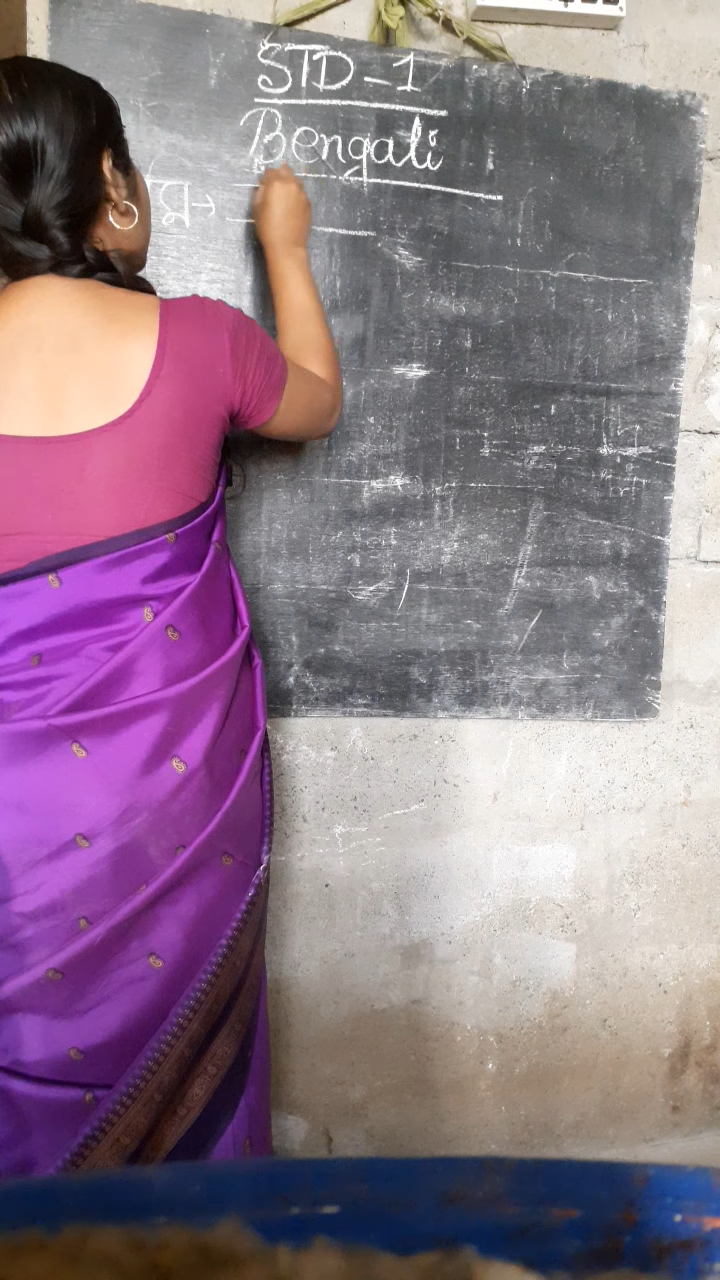 STD - 1
Bengali
ম →